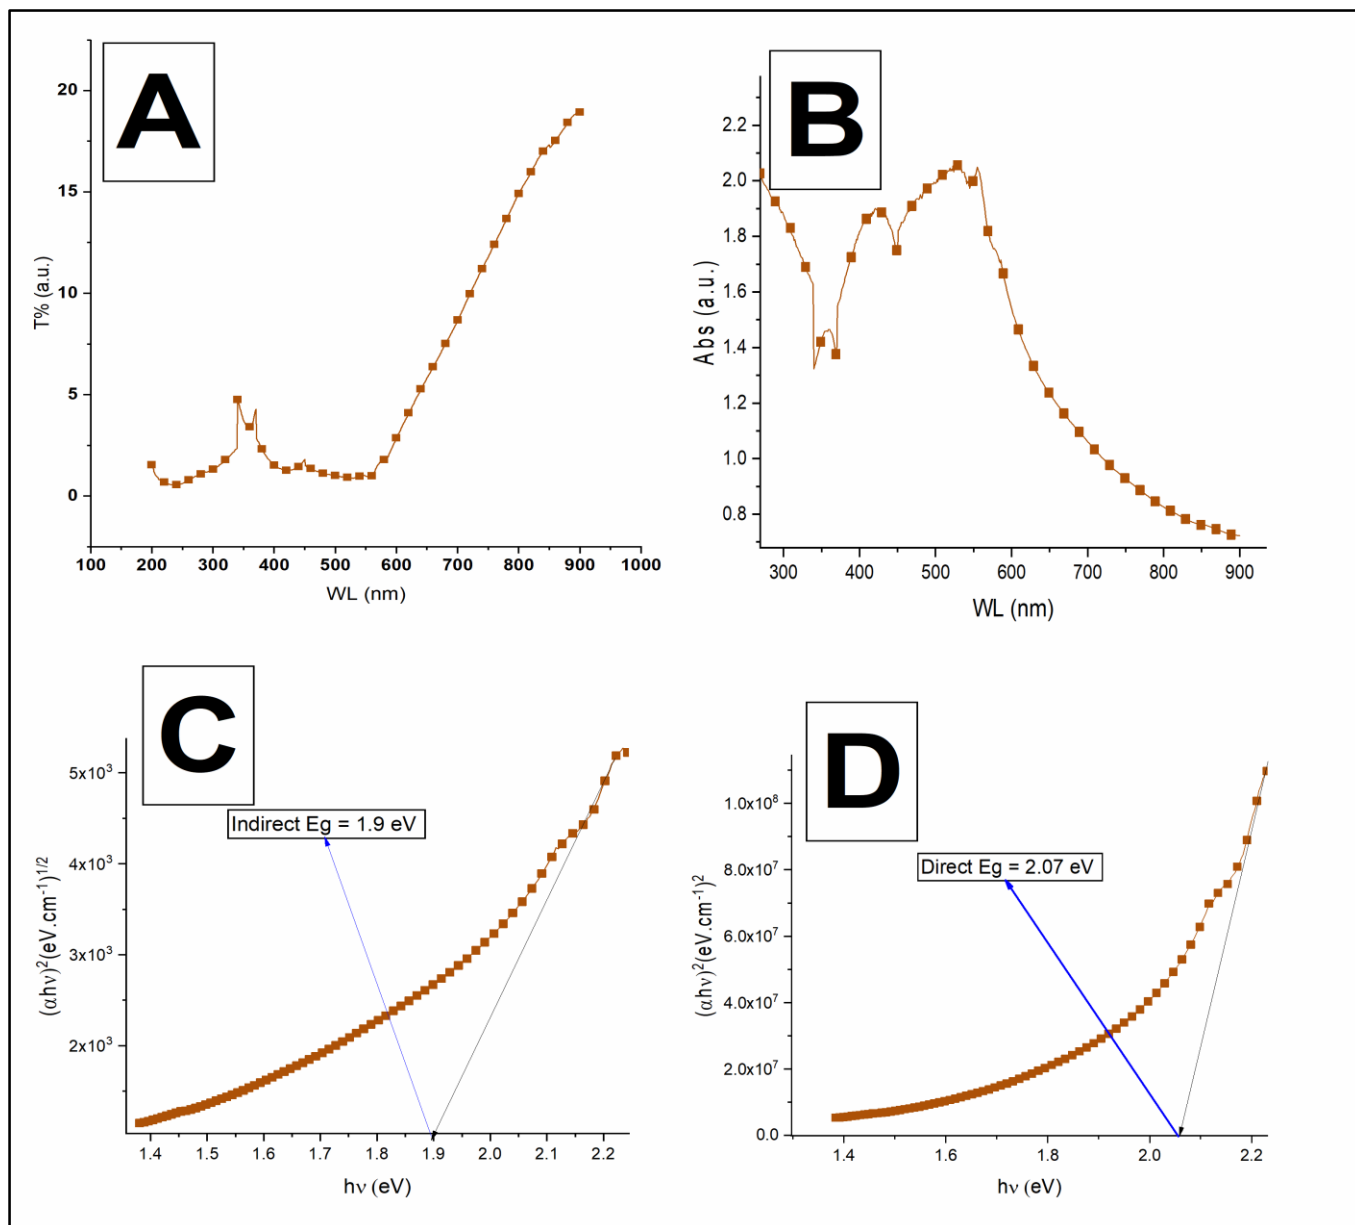 A
20
15
10
5
0
T% (a.u.)
100 200 300 400 500 600 700 800 900 1000
WL (nm)
B
2.2
2.0
1.8
1.6
1.4
1.2
1.0
0.8
Abs (a.u.)
300 400 500 600 700 800 900
WL (nm)
C
Indirect Eg = 1.9 eV
5x10³
4x10³
3x10³
2x10³
(αhν)²(eV.cm⁻¹)¹ᐟ²
1.4 1.5 1.6 1.7 1.8 1.9 2.0 2.1 2.2
hν (eV)
D
Direct Eg = 2.07 eV
1.0x10⁸
8.0x10⁷
6.0x10⁷
4.0x10⁷
2.0x10⁷
0.0
(αhν)²(eV.cm⁻¹)²
1.4 1.6 1.8 2.0 2.2
hν (eV)